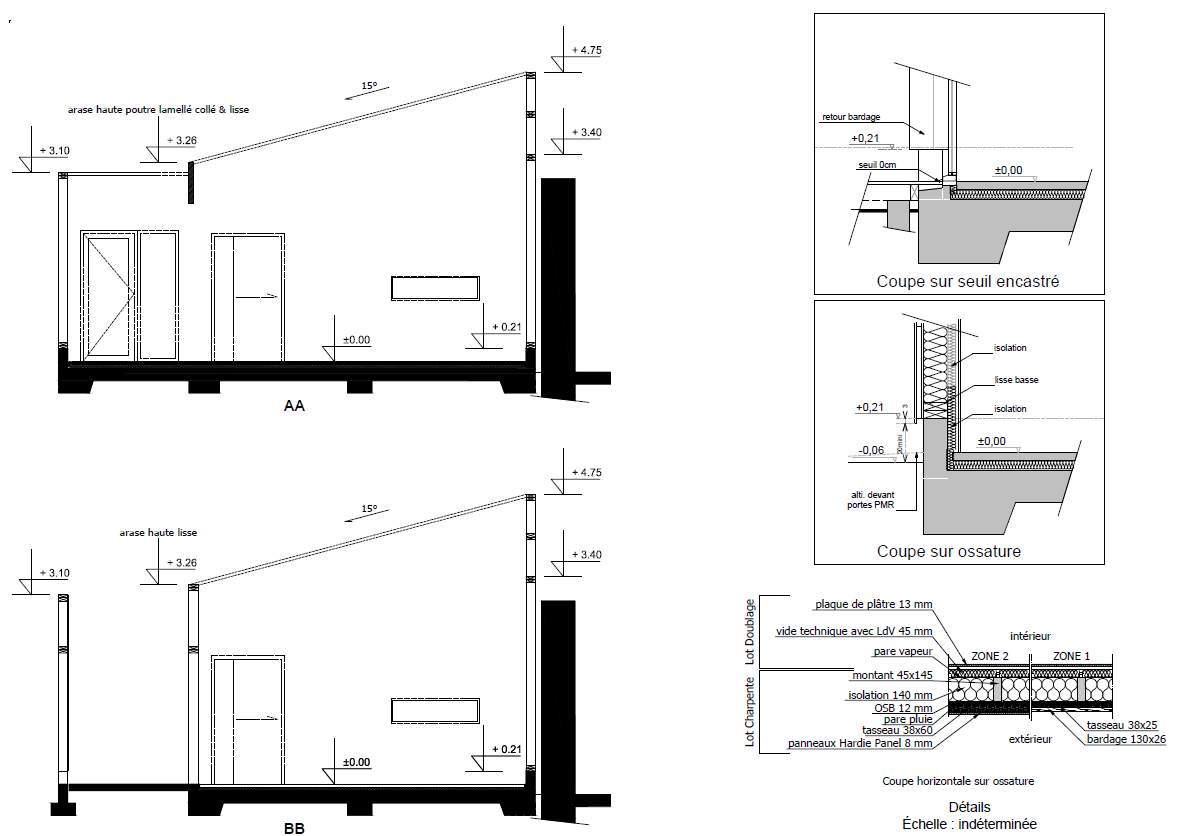 + 4.75
15°
arase haute poutre lamellé collé & lisse
+ 3.26
+ 3.40
+ 3.10
+ 0.21
±0.00
AA
+ 4.75
15°
arase haute lisse
+ 3.26
+ 3.40
+ 3.10
+ 0.21
±0.00
BB
retour bardage
+0,21
seuil 0cm
±0,00
Coupe sur seuil encastré
isolation
lisse basse
+0,21
3
isolation
20mini
±0,00
-0,06
alti. devant
portes PMR
Coupe sur ossature
Lot Doublage
plaque de plâtre 13 mm
vide technique avec LdV 45 mm
intérieur
pare vapeur
ZONE 2
ZONE 1
Lot Charpente
montant 45x145
isolation 140 mm
OSB 12 mm
pare pluie
tasseau 38x60
panneaux Hardie Panel 8 mm
extérieur
tasseau 38x25
bardage 130x26
Coupe horizontale sur ossature
Détails
Échelle : indéterminée